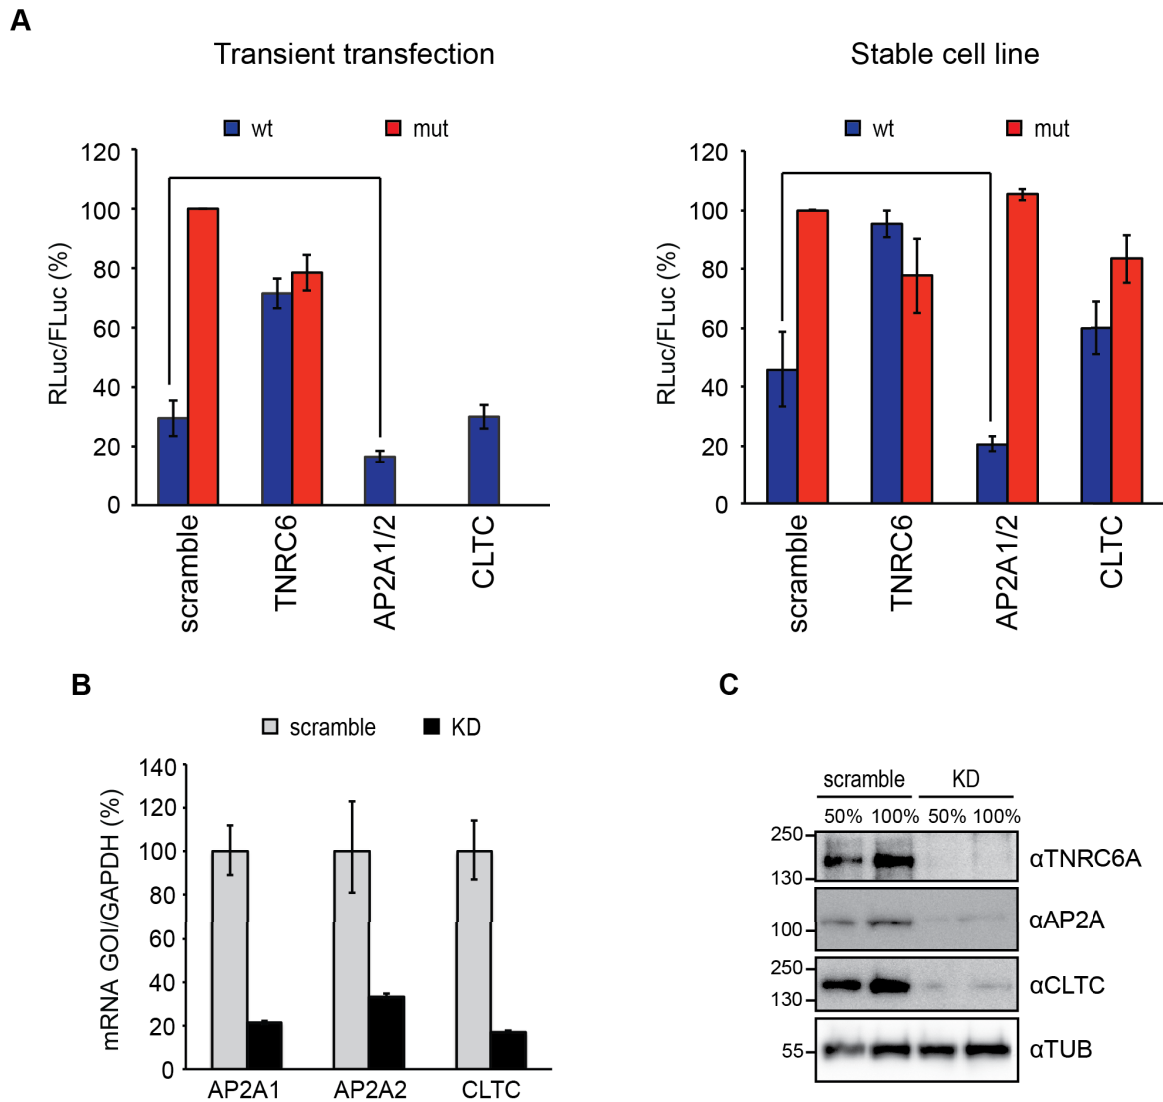 A
Transient transfection
Stable cell line
wt mut
wt mut
RLuc/FLuc (%)
120
100
80
60
40
20
0
scramble
TNRC6
AP2A1/2
CLTC
RLuc/FLuc (%)
120
100
80
60
40
20
0
scramble
TNRC6
AP2A1/2
CLTC
B
scramble KD
mRNA GOI/GAPDH (%)
140
120
100
80
60
40
20
0
AP2A1 AP2A2 CLTC
C
scramble KD
50% 100% 50% 100%
250
130
αTNRC6A
100
αAP2A
250
130
αCLTC
55
αTUB